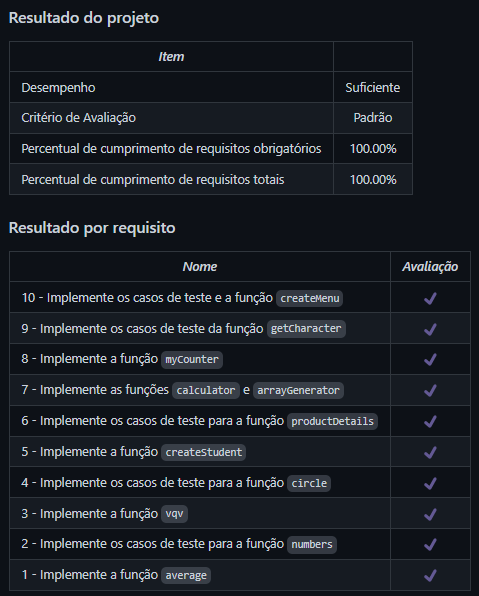 Resultado do projeto
Item
Desempenho Suficiente
Critério de Avaliação Padrão
Percentual de cumprimento de requisitos obrigatórios 100.00%
Percentual de cumprimento de requisitos totais 100.00%
Resultado por requisito
Nome Avaliação
10 - Implemente os casos de teste e a função createMenu ✔
9 - Implemente os casos de teste da função getCharacter ✔
8 - Implemente a função myCounter ✔
7 - Implemente as funções calculator e arrayGenerator ✔
6 - Implemente os casos de teste para a função productDetails ✔
5 - Implemente a função createStudent ✔
4 - Implemente os casos de teste para a função circle ✔
3 - Implemente a função vqv ✔
2 - Implemente os casos de teste para a função numbers ✔
1 - Implemente a função average ✔